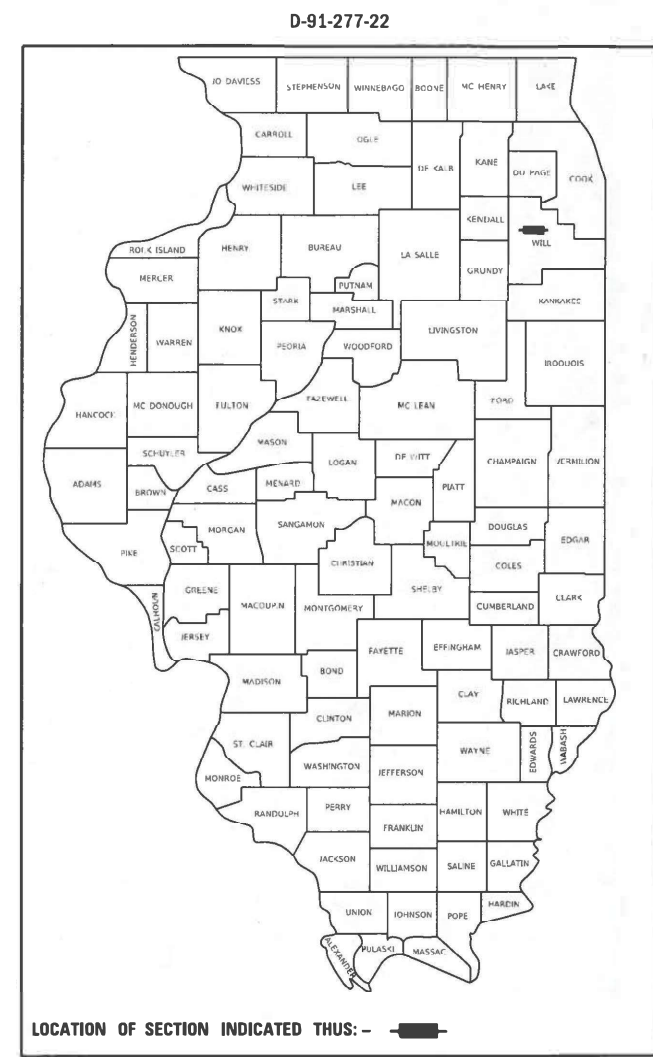 D-91-277-22
JO DAVIESS STEPHENSON WINNEBAGO BOONE MC HENRY LAKE
CARROLL OGLE DE KALB KANE DU PAGE COOK
WHITESIDE LEE
KENDALL
WILL
ROCK ISLAND HENRY BUREAU LA SALLE GRUNDY
MERCER PUTNAM
STARK MARSHALL KANKAKEE
HENDERSON WARREN KNOX PEORIA WOODFORD LIVINGSTON
IROQUOIS
HANCOCK MC DONOUGH FULTON TAZEWELL MC LEAN FORD
MASON
SCHUYLER LOGAN DE WITT CHAMPAIGN VERMILION
ADAMS BROWN CASS MENARD MACON PIATT
MORGAN SANGAMON DOUGLAS
PIKE SCOTT CHRISTIAN MOULTRIE EDGAR
COLES
CALHOUN GREENE MACOUPIN MONTGOMERY SHELBY CUMBERLAND CLARK
JERSEY
FAYETTE EFFINGHAM JASPER CRAWFORD
MADISON BOND
CLAY RICHLAND LAWRENCE
CLINTON MARION
ST. CLAIR WAYNE EDWARDS WABASH
WASHINGTON JEFFERSON
MONROE
RANDOLPH PERRY HAMILTON WHITE
FRANKLIN
JACKSON WILLIAMSON SALINE GALLATIN
UNION JOHNSON POPE HARDIN
ALEXANDER PULASKI MASSAC
LOCATION OF SECTION INDICATED THUS: –